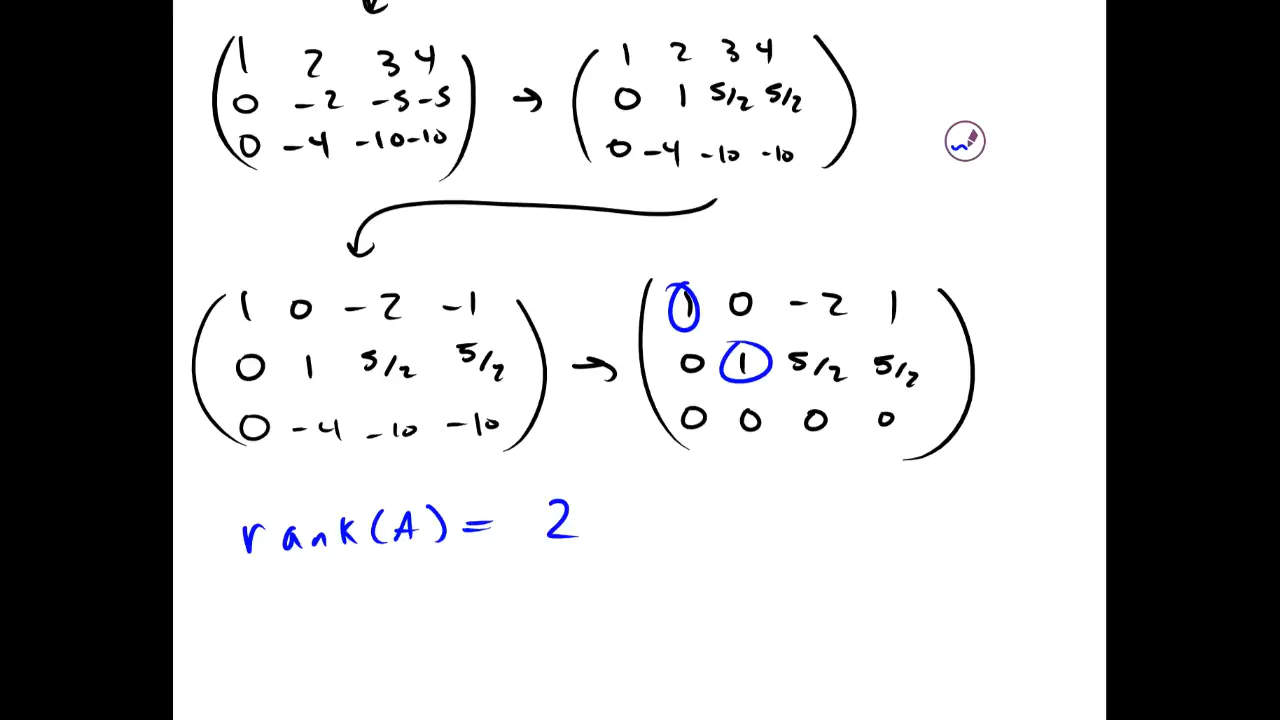 1 2 3 4 → 1 2 3 4
0 -2 -5 -5 0 1 5/2 5/2
0 -4 -10 -10 0 -4 -10 -10
1 0 -2 -1 → 1 0 -2 1
0 1 5/2 5/2 0 1 5/2 5/2
0 -4 -10 -10 0 0 0 0
rank(A) = 2